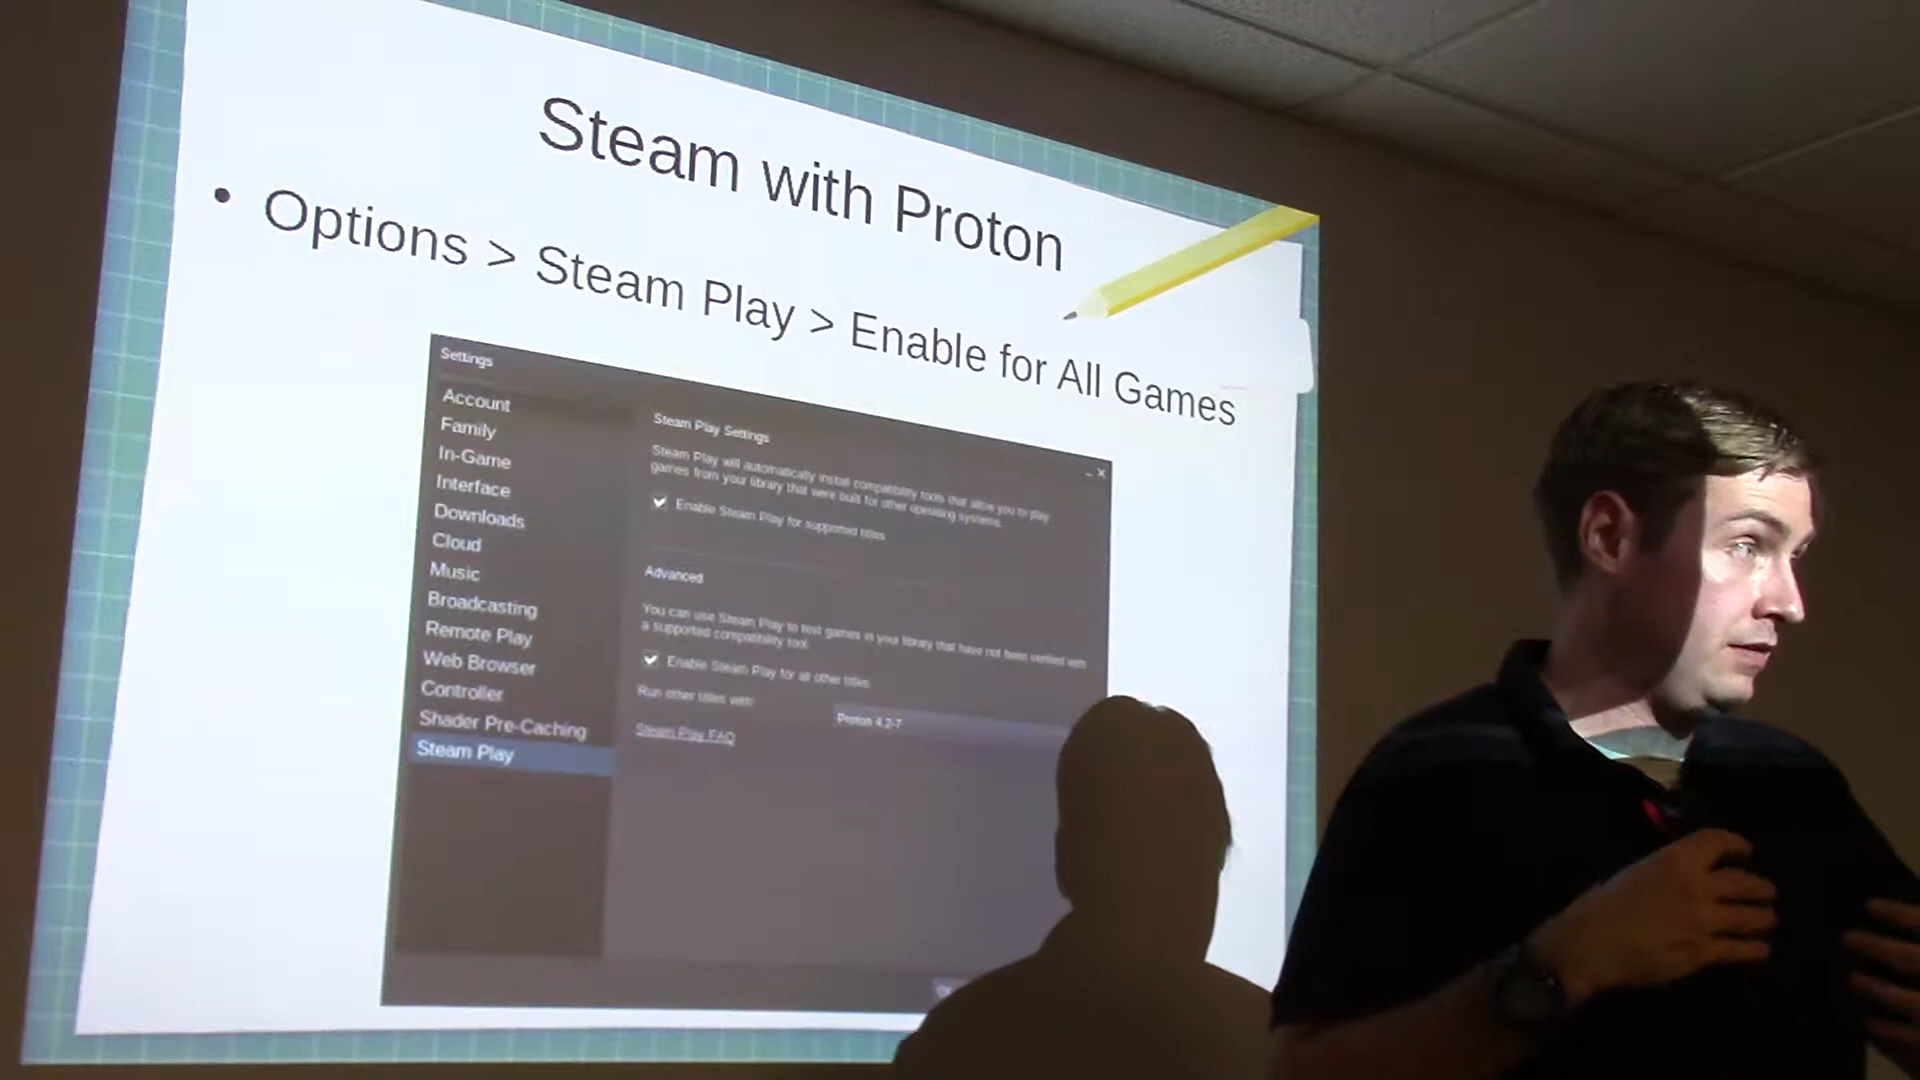 Steam with Proton
• Options > Steam Play > Enable for All Games
Settings
Account
Family
In-Game
Interface
Downloads
Cloud
Music
Broadcasting
Remote Play
Web Browser
Controller
Shader Pre-Caching
Steam Play
Steam Play Settings
Steam Play will automatically install compatibility tools that allow you to play
games from your library that were built for other operating systems.
Enable Steam Play for supported titles
Advanced
You can use Steam Play to test games in your library that have not been verified with
a supported compatibility tool.
Enable Steam Play for all other titles
Run other titles with:
Proton 4.2-7
Steam Play FAQ